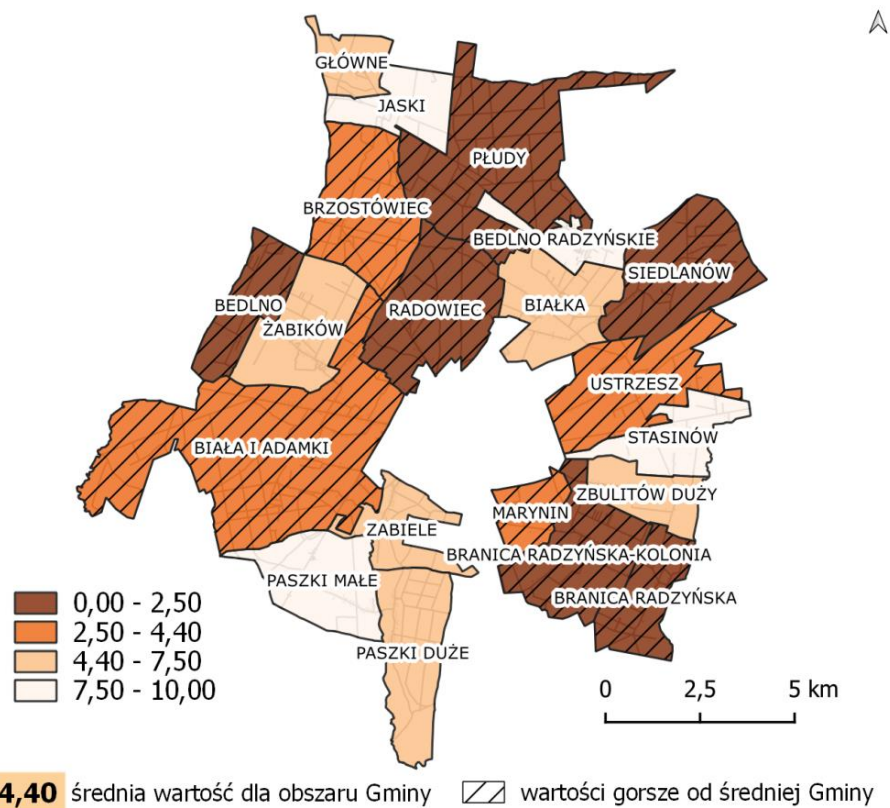 GŁÓWNE
JASKI
PŁUDY
BRZOSTÓWIEC
BEDLNO RADZYŃSKIE
SIEDLANÓW
BEDLNO
ŻABIKÓW
RADOWIEC
BIAŁKA
USTRZESZ
STASINÓW
BIAŁA I ADAMKI
ZBULITÓW DUŻY
MARYNIN
ZABIELE
BRANICA RADZYŃSKA-KOLONIA
PASZKI MAŁE
BRANICA RADZYŃSKA
PASZKI DUŻE
0,00 - 2,50
2,50 - 4,40
4,40 - 7,50
7,50 - 10,00
0 2,5 5 km
4,40 średnia wartość dla obszaru Gminy
wartości gorsze od średniej Gminy